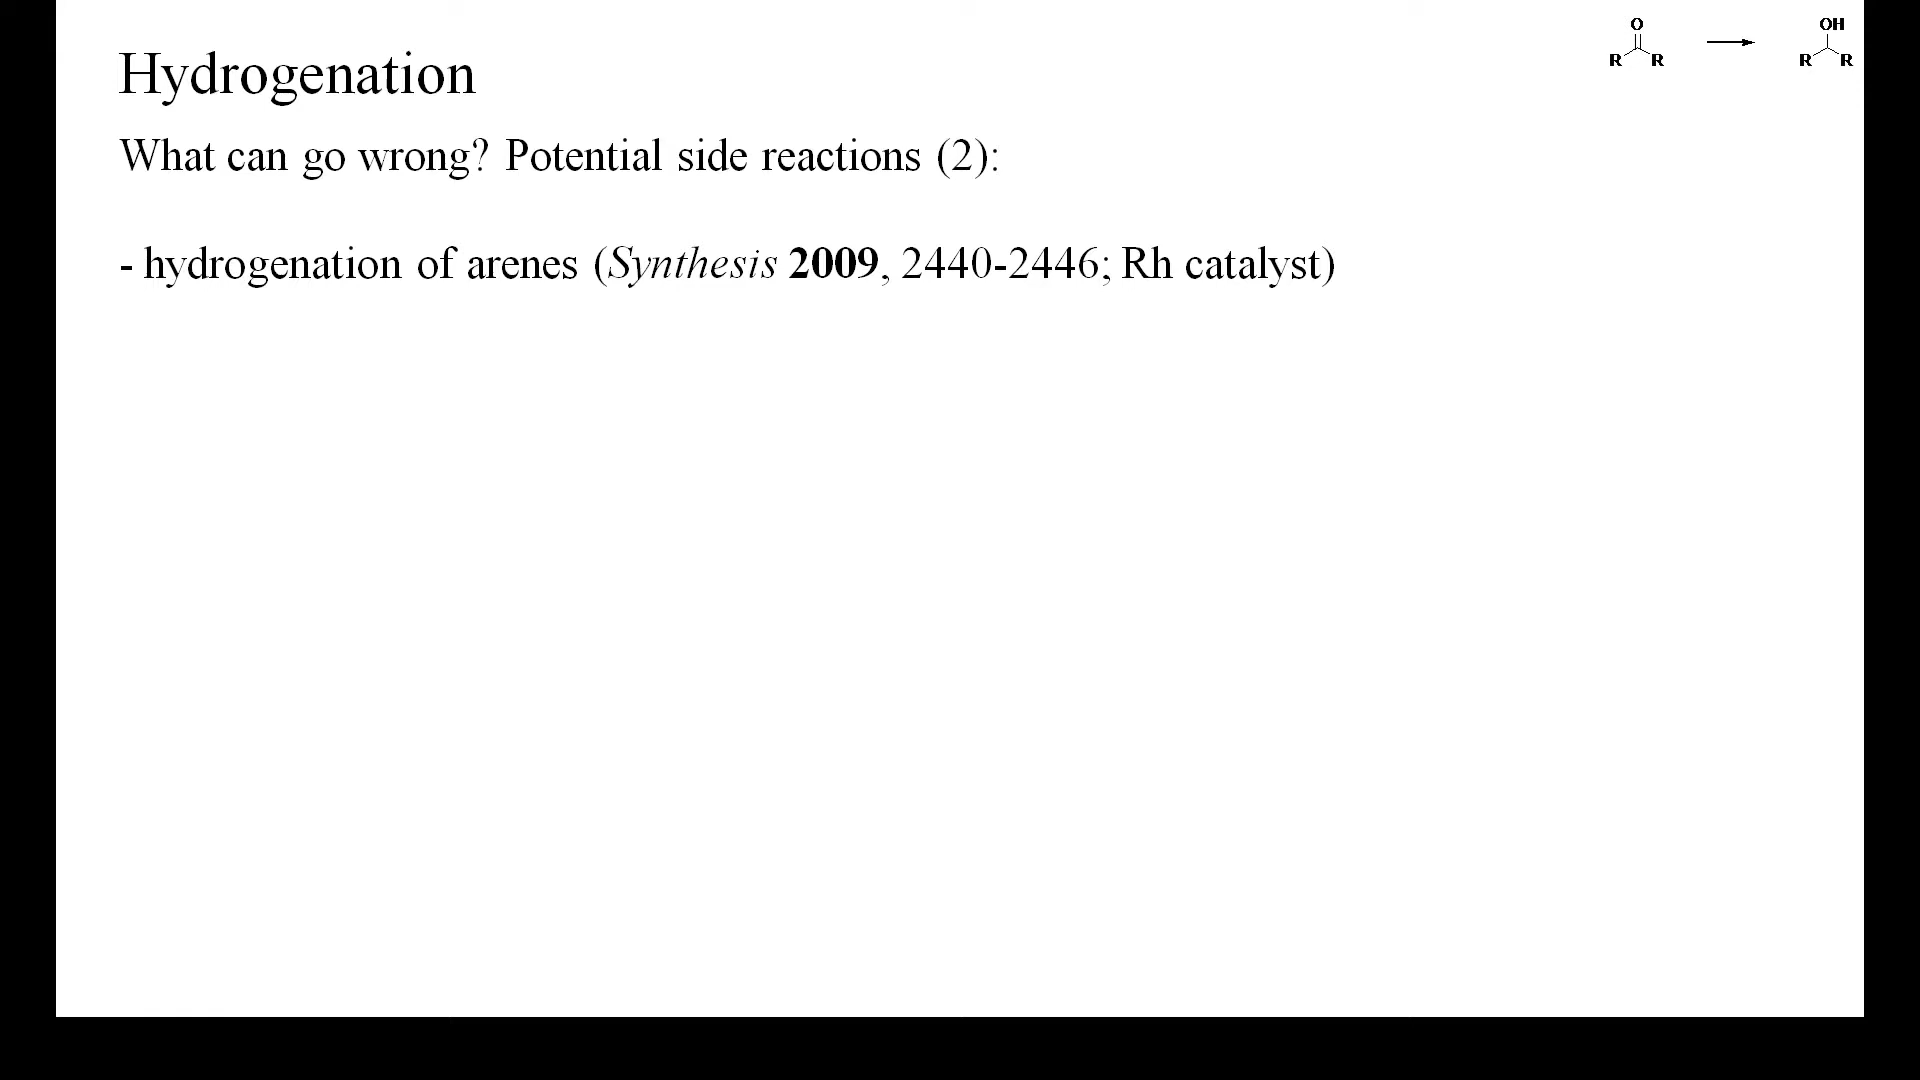 Hydrogenation
O
R R
OH
R R
What can go wrong? Potential side reactions (2):
- hydrogenation of arenes (Synthesis 2009, 2440-2446; Rh catalyst)